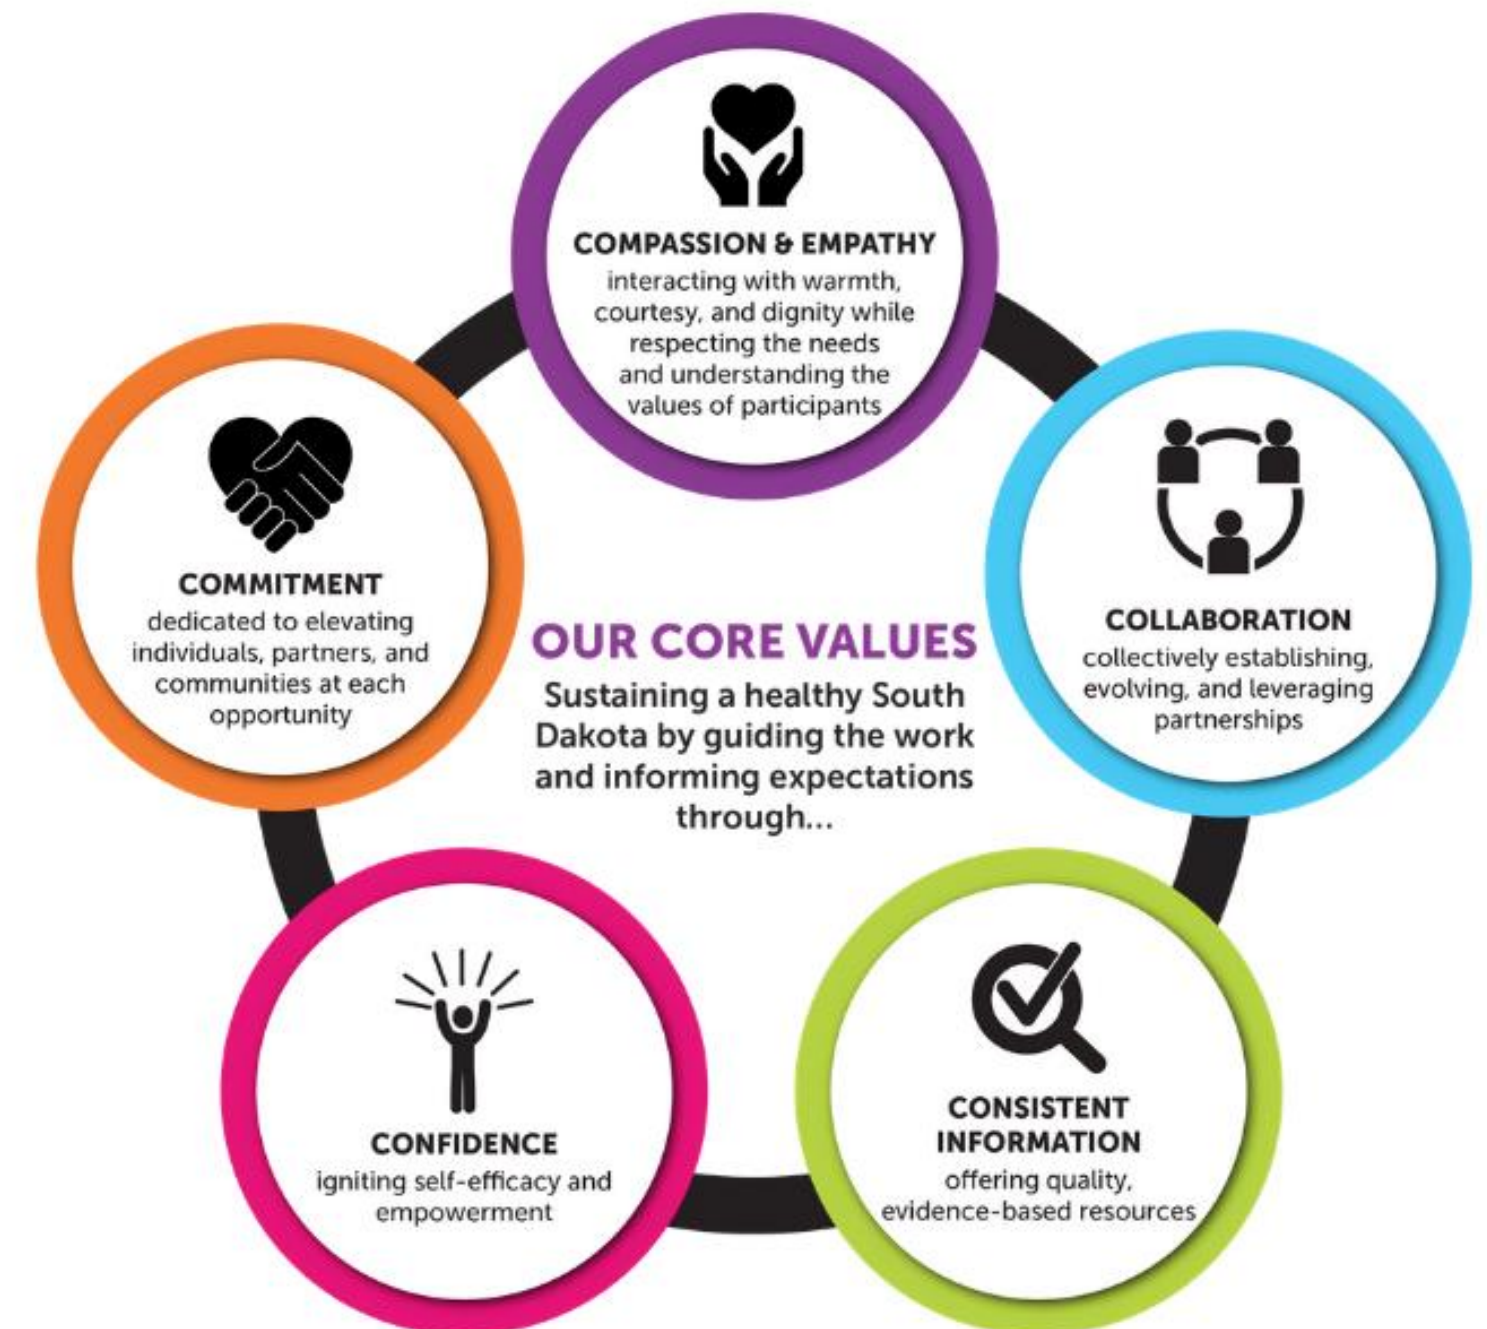 COMPASSION & EMPATHY
interacting with warmth,
courtesy, and dignity while
respecting the needs
and understanding the
values of participants
COMMITMENT
dedicated to elevating
individuals, partners, and
communities at each
opportunity
OUR CORE VALUES
Sustaining a healthy South
Dakota by guiding the work
and informing expectations
through...
COLLABORATION
collectively establishing,
evolving, and leveraging
partnerships
CONFIDENCE
igniting self-efficacy and
empowerment
CONSISTENT
INFORMATION
offering quality,
evidence-based resources